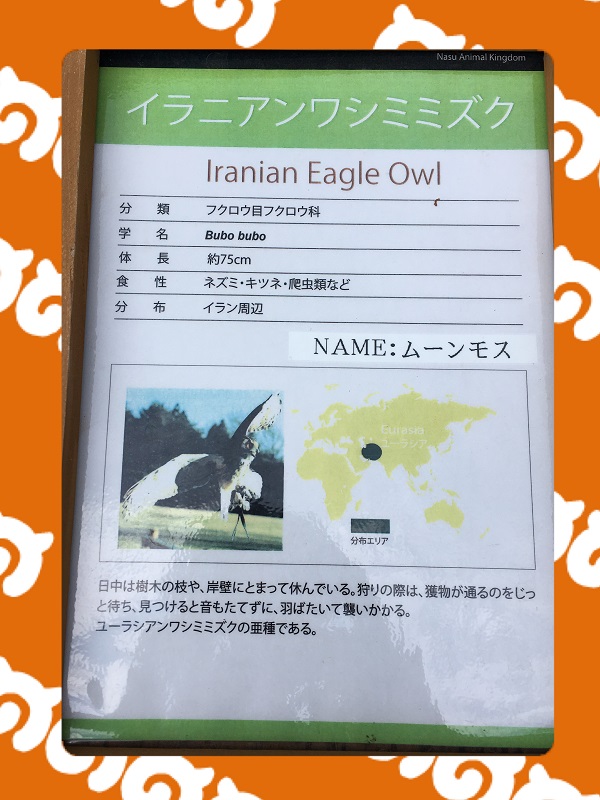 Nasu Animal Kingdom
イラニアンワシミミズク
Iranian Eagle Owl
分 類 フクロウ目フクロウ科
学 名 Bubo bubo
体 長 約75cm
食 性 ネズミ・キツネ・爬虫類など
分 布 イラン周辺
NAME:ムーンモス
Eurasia
ユーラシア
分布エリア
日中は樹木の枝や、岸壁にとまって休んでいる。狩りの際は、獲物が通るのをじっ
と待ち、見つけると音もたてずに、羽ばたいて襲いかかる。
ユーラシアンワシミミズクの亜種である。